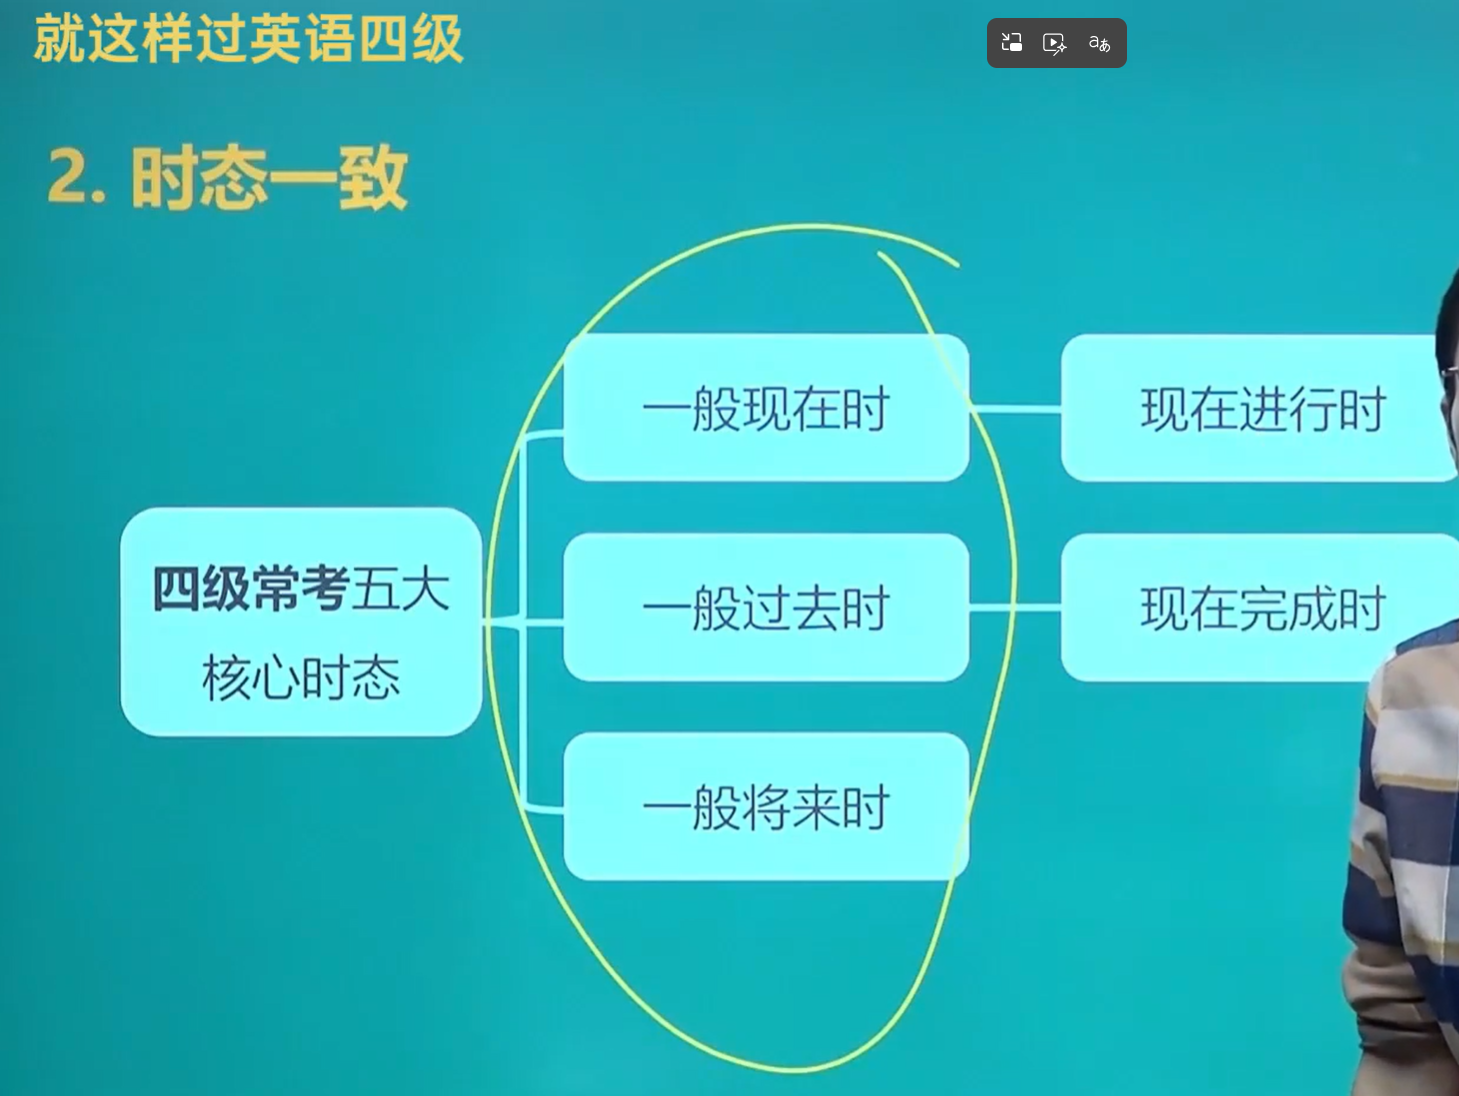 就这样过英语四级
2. 时态一致
一般现在时
现在进行时
四级常考五大
核心时态
一般过去时
现在完成时
一般将来时